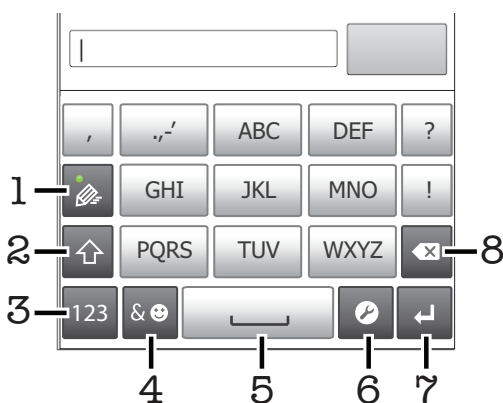 , .,-′ ABC DEF ?
1 GHI JKL MNO !
2 PQRS TUV WXYZ 8
3 123 &
4 5 6 7